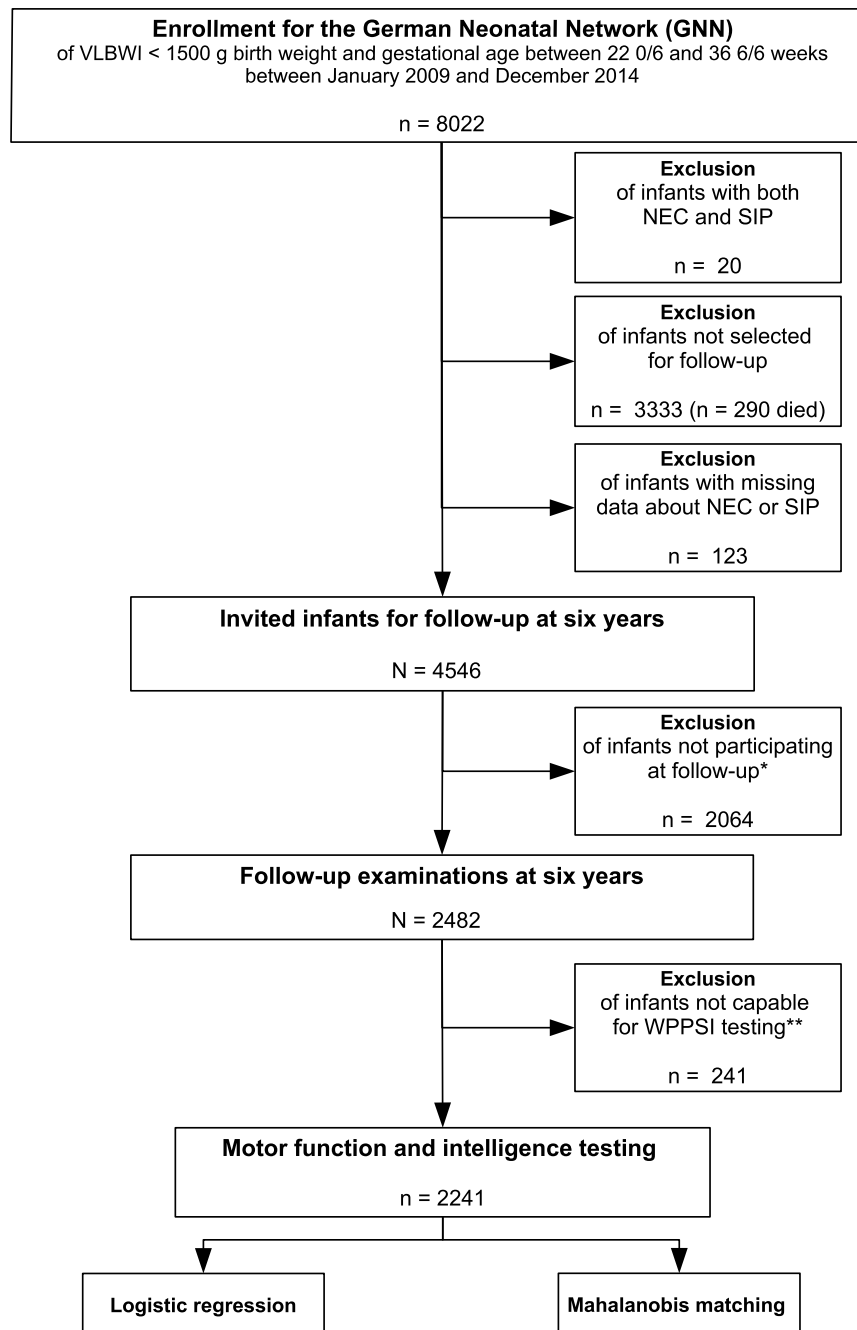 Enrollment for the German Neonatal Network (GNN)
of VLBWI < 1500 g birth weight and gestational age between 22 0/6 and 36 6/6 weeks
between January 2009 and December 2014
n = 8022
Exclusion
of infants with both
NEC and SIP
n = 20
Exclusion
of infants not selected
for follow-up
n = 3333 (n = 290 died)
Exclusion
of infants with missing
data about NEC or SIP
n = 123
Invited infants for follow-up at six years
N = 4546
Exclusion
of infants not participating
at follow-up*
n = 2064
Follow-up examinations at six years
N = 2482
Exclusion
of infants not capable
for WPPSI testing**
n = 241
Motor function and intelligence testing
n = 2241
Logistic regression
Mahalanobis matching